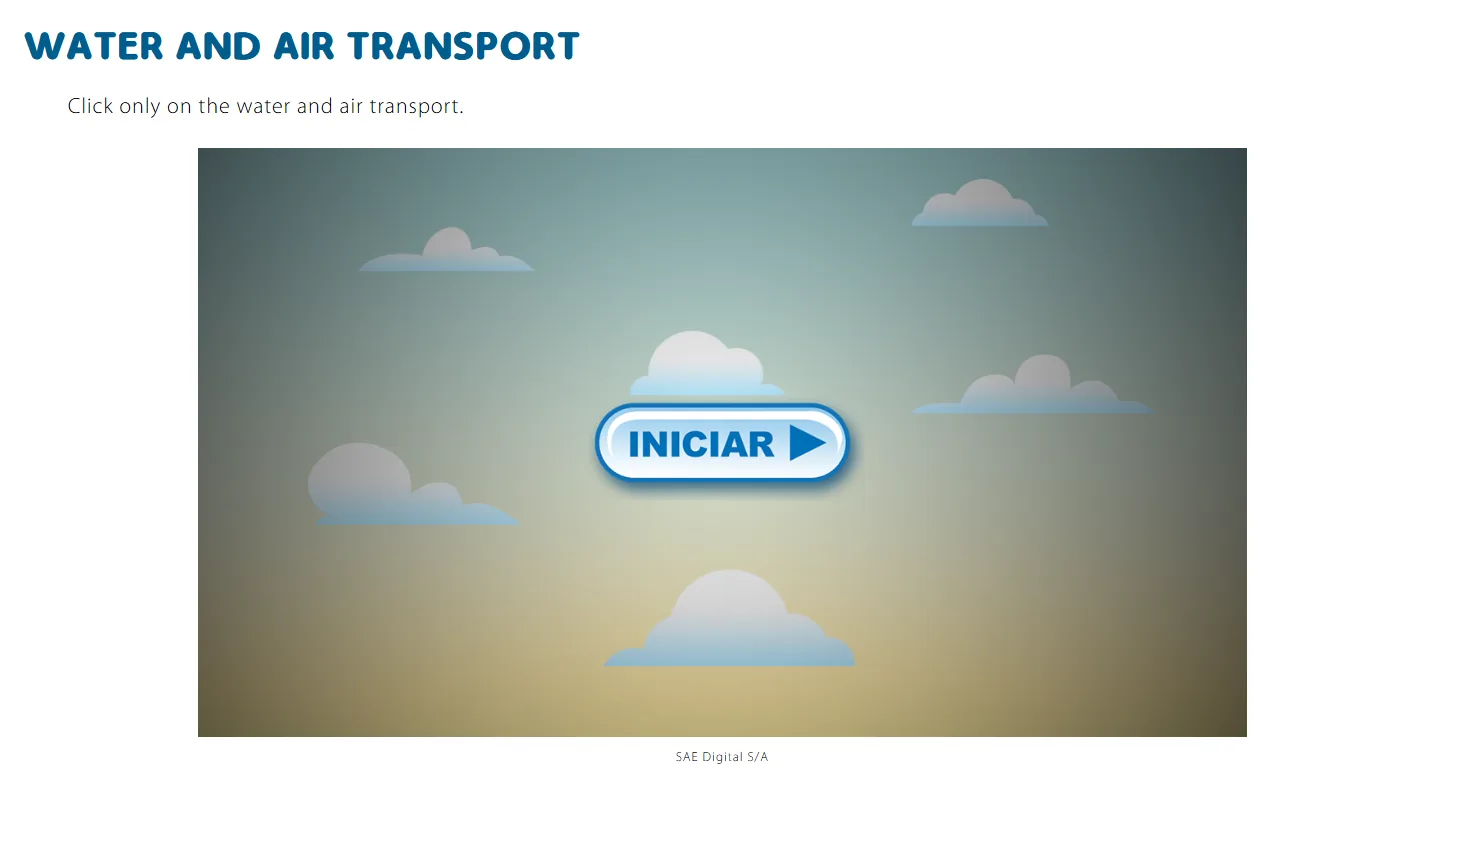 WATER AND AIR TRANSPORT
Click only on the water and air transport.
INICIAR
SAE Digital S/A